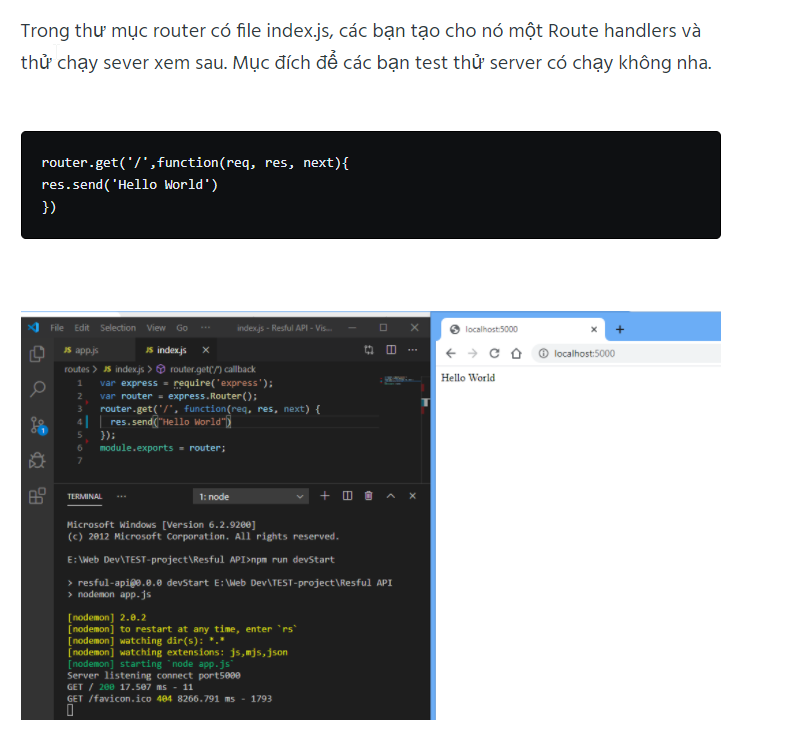 Trong thư mục router có file index.js, các bạn tạo cho nó một Route handlers và
thử chạy sever xem sau. Mục đích để các bạn test thử server có chạy không nha.
router.get('/',function(req, res, next){
res.send('Hello World')
})
File Edit Selection View Go ··· index.js - Resful API - Vis...
JS app.js JS index.js ×
routes > JS index.js > router.get('/') callback
1 var express = require('express');
2 var router = express.Router();
3 router.get('/', function(req, res, next) {
4 res.send("Hello World")
5 });
6 module.exports = router;
7
1
TERMINAL ··· 1: node
Microsoft Windows [Version 6.2.9200]
(c) 2012 Microsoft Corporation. All rights reserved.
E:\Web Dev\TEST-project\Resful API>npm run devStart
> resful-api@0.0.0 devStart E:\Web Dev\TEST-project\Resful API
> nodemon app.js
[nodemon] 2.0.2
[nodemon] to restart at any time, enter `rs`
[nodemon] watching dir(s): *.*
[nodemon] watching extensions: js,mjs,json
[nodemon] starting `node app.js`
Server listening connect port5000
GET / 200 17.507 ms - 11
GET /favicon.ico 404 8266.791 ms - 1793
localhost:5000
localhost:5000
Hello World